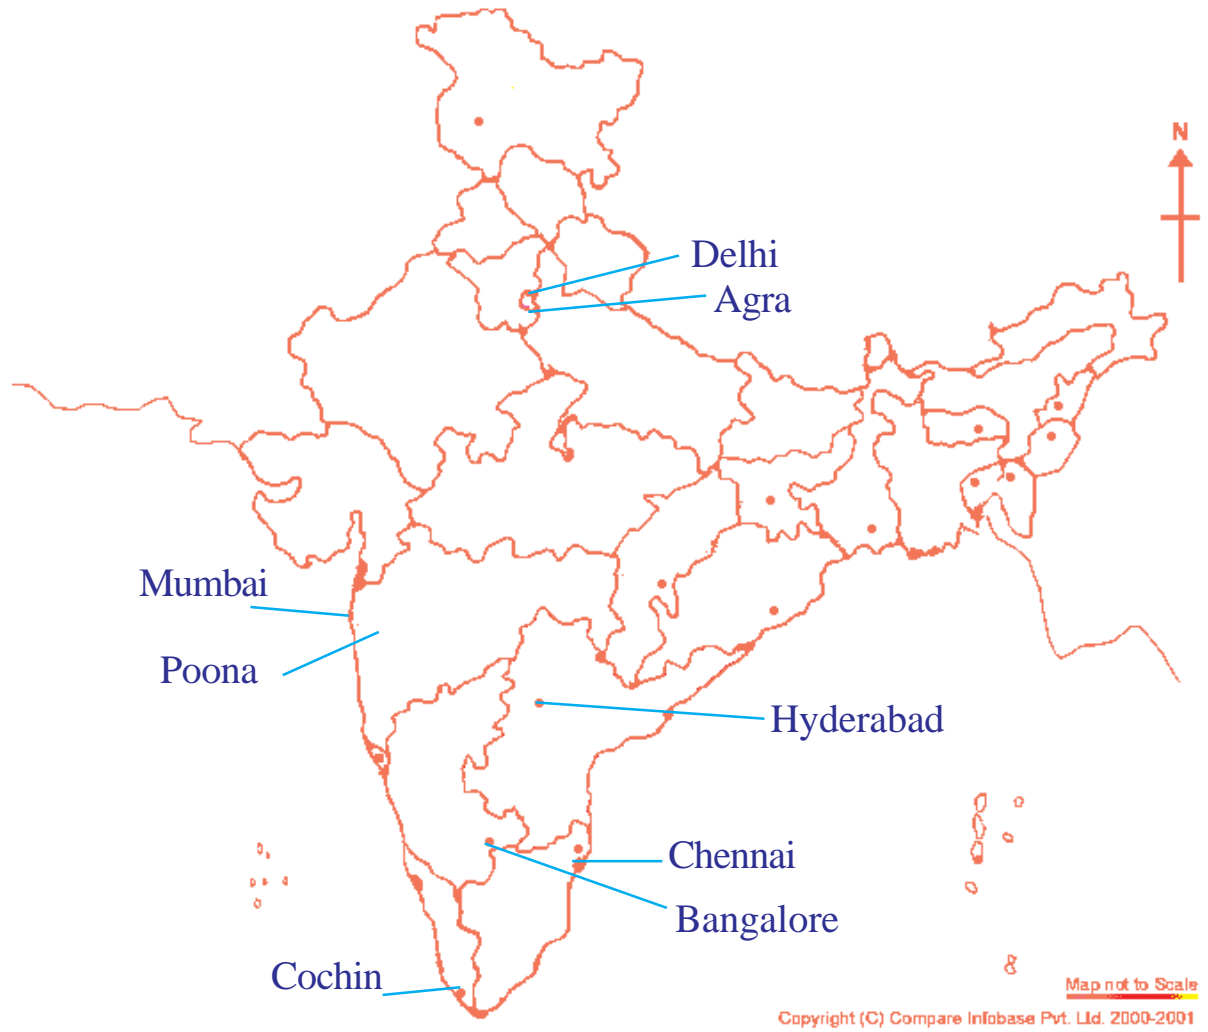 N
Delhi
Agra
Mumbai
Poona
Hyderabad
Chennai
Bangalore
Cochin
Map not to Scale
Copyright (C) Compare Infobase Pvt. Ltd. 2000-2001